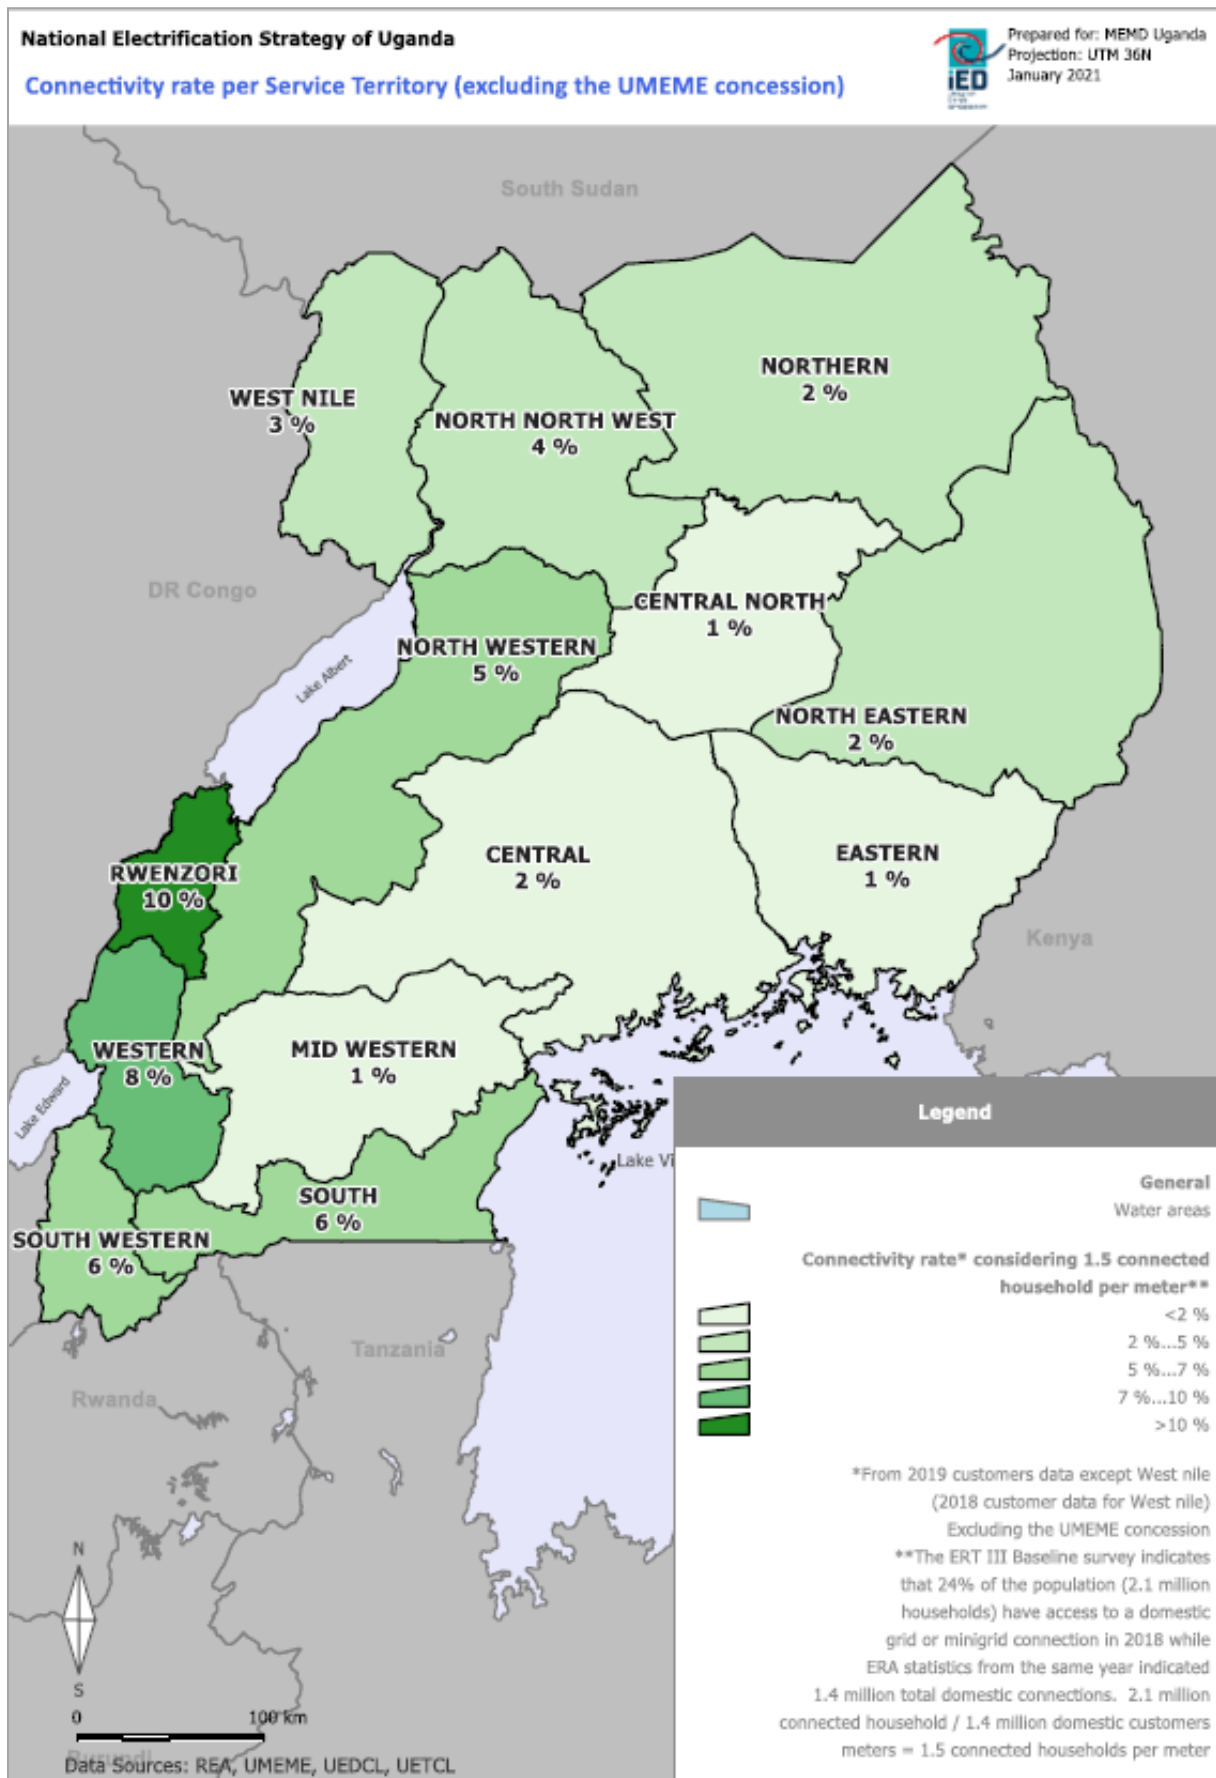 National Electrification Strategy of Uganda
Connectivity rate per Service Territory (excluding the UMEME concession)
iED
Prepared for: MEMD Uganda
Projection: UTM 36N
January 2021
South Sudan
NORTHERN
2 %
WEST NILE
3 %
NORTH NORTH WEST
4 %
DR Congo
CENTRAL NORTH
1 %
NORTH WESTERN
5 %
Lake Albert
NORTH EASTERN
2 %
CENTRAL
2 %
EASTERN
1 %
RWENZORI
10 %
Kenya
WESTERN
8 %
MID WESTERN
1 %
Lake Edward
Lake Vi
SOUTH
6 %
SOUTH WESTERN
6 %
Tanzania
Rwanda
Burundi
N
S
0 100 km
Data Sources: REA, UMEME, UEDCL, UETCL
Legend
General
Water areas
Connectivity rate* considering 1.5 connected
household per meter**
<2 %
2 %...5 %
5 %...7 %
7 %...10 %
>10 %
*From 2019 customers data except West nile
(2018 customer data for West nile)
Excluding the UMEME concession
**The ERT III Baseline survey indicates
that 24% of the population (2.1 million
households) have access to a domestic
grid or minigrid connection in 2018 while
ERA statistics from the same year indicated
1.4 million total domestic connections. 2.1 million
connected household / 1.4 million domestic customers
meters = 1.5 connected households per meter